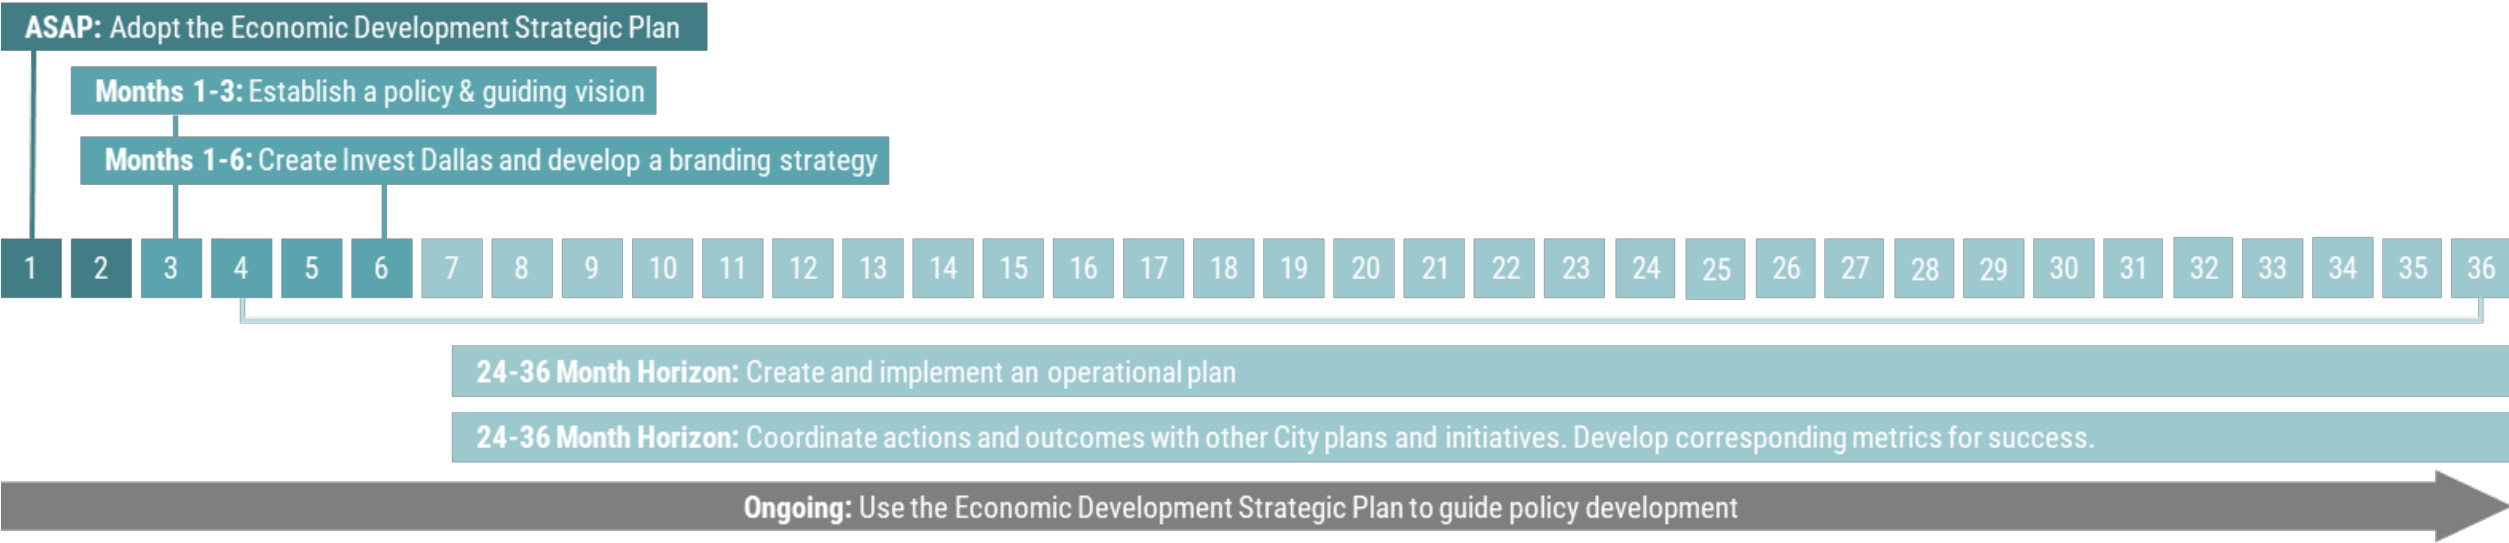 ASAP: Adopt the Economic Development Strategic Plan
Months 1-3: Establish a policy & guiding vision
Months 1-6: Create Invest Dallas and develop a branding strategy
1 2 3 4 5 6 7 8 9 10 11 12 13 14 15 16 17 18 19 20 21 22 23 24 25 26 27 28 29 30 31 32 33 34 35 36
24-36 Month Horizon: Create and implement an operational plan
24-36 Month Horizon: Coordinate actions and outcomes with other City plans and initiatives. Develop corresponding metrics for success.
Ongoing: Use the Economic Development Strategic Plan to guide policy development